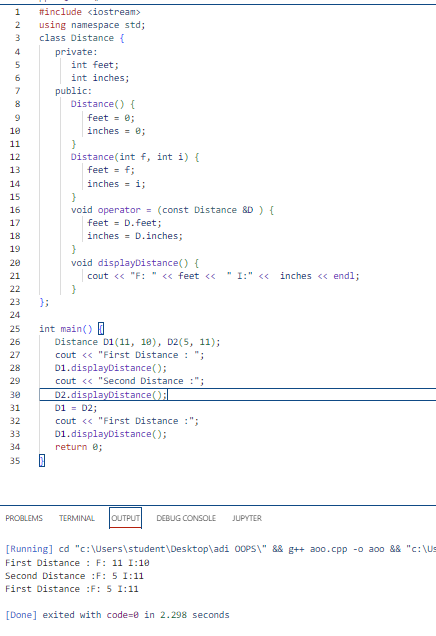 1 #include <iostream>
2 using namespace std;
3 class Distance {
4 private:
5 int feet;
6 int inches;
7 public:
8 Distance() {
9 feet = 0;
10 inches = 0;
11 }
12 Distance(int f, int i) {
13 feet = f;
14 inches = i;
15 }
16 void operator = (const Distance &D ) {
17 feet = D.feet;
18 inches = D.inches;
19 }
20 void displayDistance() {
21 cout << "F: " << feet << " I:" << inches << endl;
22 }
23 };
24
25 int main() {
26 Distance D1(11, 10), D2(5, 11);
27 cout << "First Distance : ";
28 D1.displayDistance();
29 cout << "Second Distance :";
30 D2.displayDistance();
31 D1 = D2;
32 cout << "First Distance :";
33 D1.displayDistance();
34 return 0;
35 }
PROBLEMS TERMINAL OUTPUT DEBUG CONSOLE JUPYTER
[Running] cd "c:\Users\student\Desktop\adi OOPS\" && g++ aoo.cpp -o aoo && "c:\Us
First Distance : F: 11 I:10
Second Distance :F: 5 I:11
First Distance :F: 5 I:11
[Done] exited with code=0 in 2.298 seconds